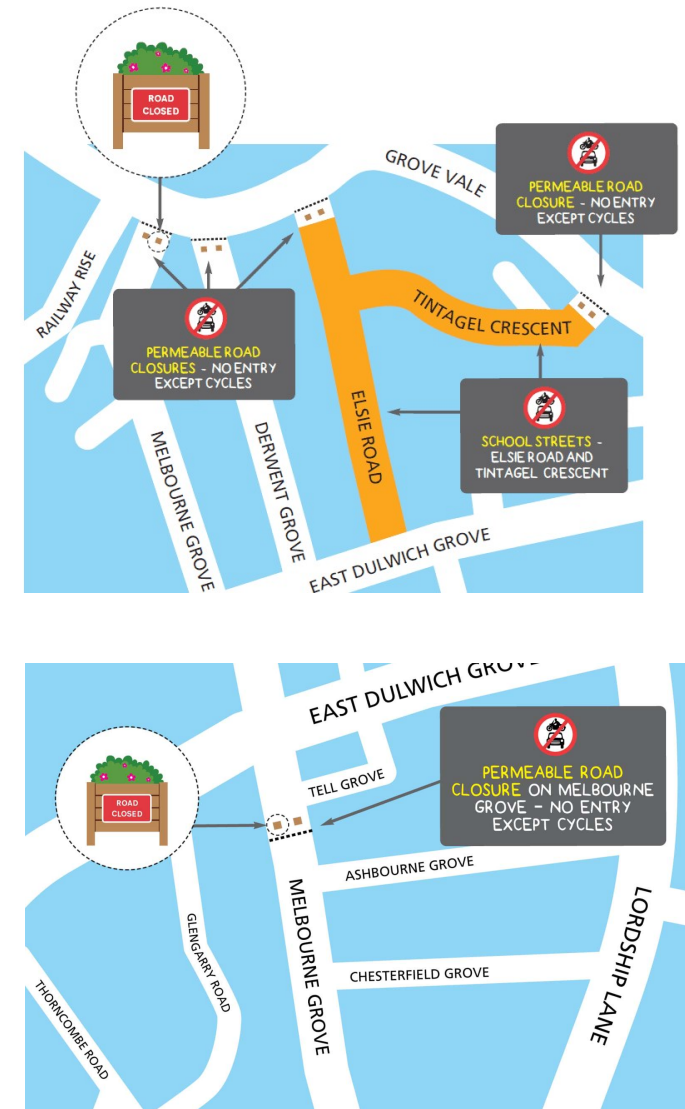 ROAD
CLOSED
GROVE VALE
PERMEABLE ROAD
CLOSURE - NO ENTRY
EXCEPT CYCLES
RAILWAY RISE
TINTAGEL CRESCENT
PERMEABLE ROAD
CLOSURES - NO ENTRY
EXCEPT CYCLES
ELSIE ROAD
SCHOOL STREETS -
ELSIE ROAD AND
TINTAGEL CRESCENT
MELBOURNE GROVE
DERWENT GROVE
EAST DULWICH GROVE
EAST DULWICH GROVE
PERMEABLE ROAD
CLOSURE ON MELBOURNE
GROVE - NO ENTRY
EXCEPT CYCLES
TELL GROVE
ROAD
CLOSED
ASHBOURNE GROVE
MELBOURNE GROVE
LORDSHIP LANE
GLENGARRY ROAD
CHESTERFIELD GROVE
THORNCOMBE ROAD